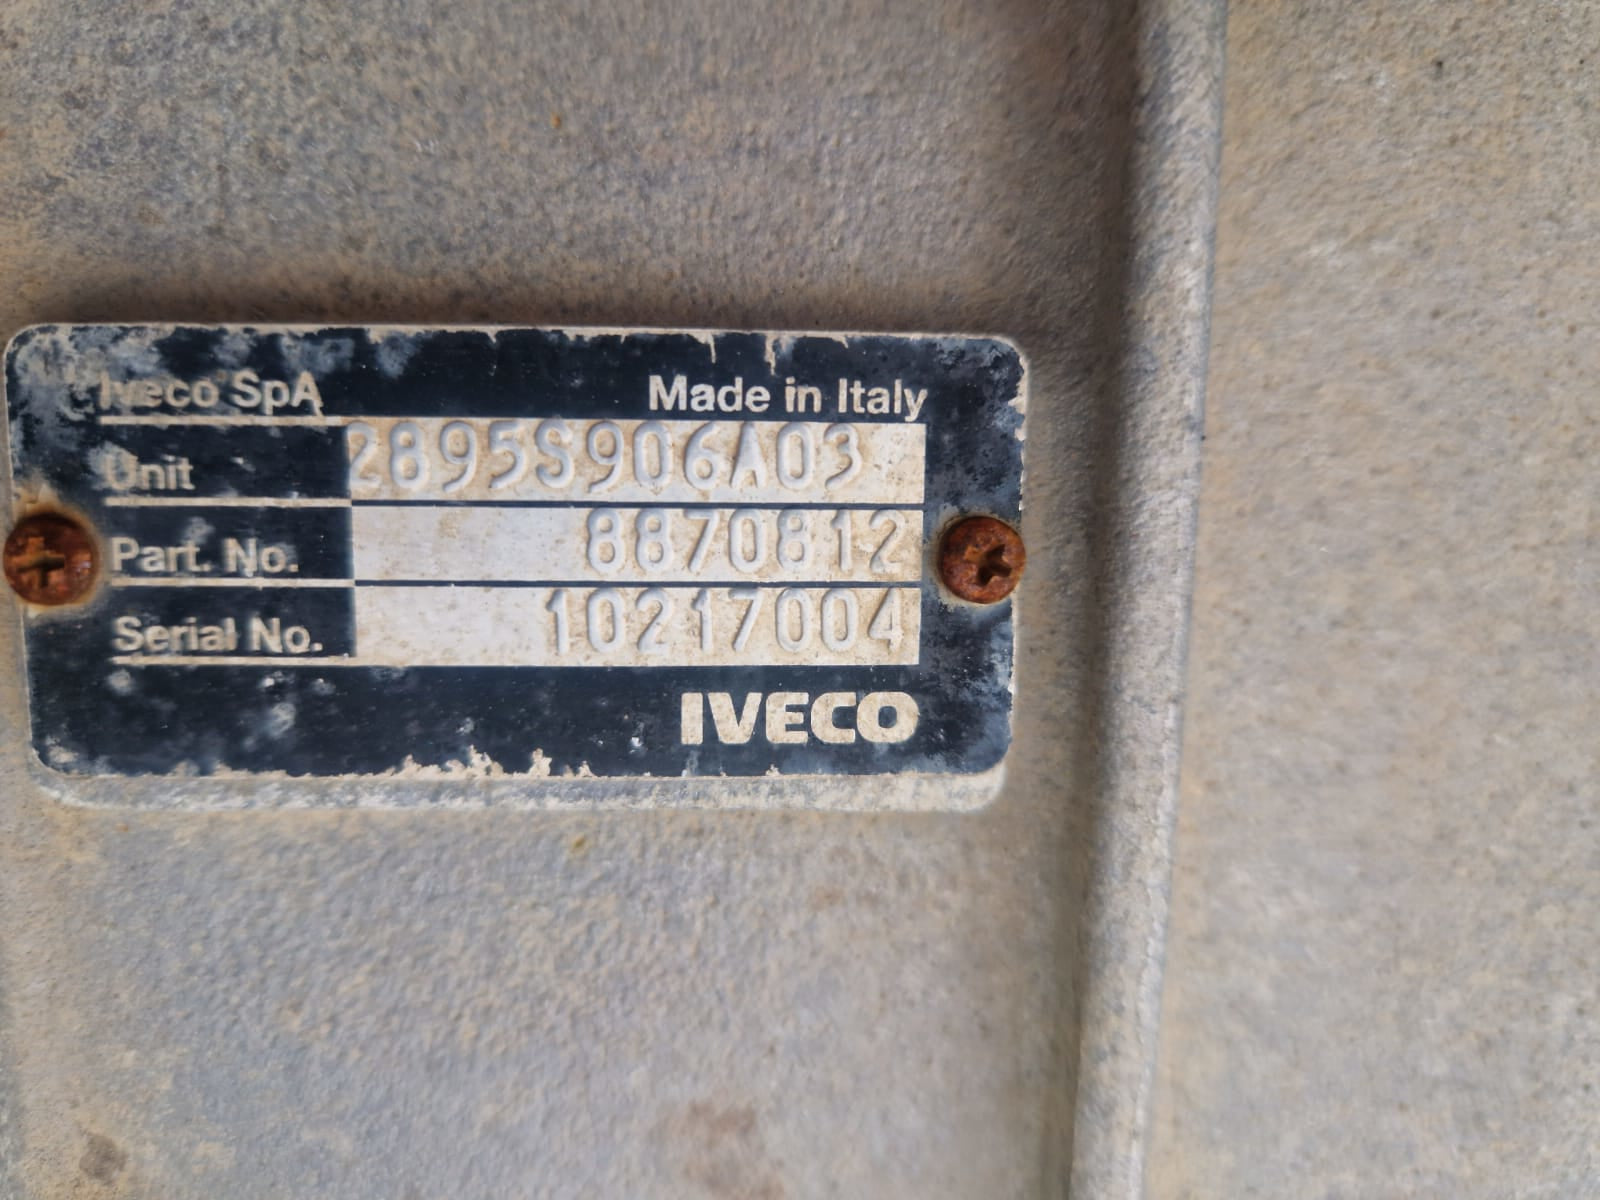 Iveco SpA Made in Italy
Unit 2895S906A03
Part. No. 8870812
Serial No. 10217004
IVECO